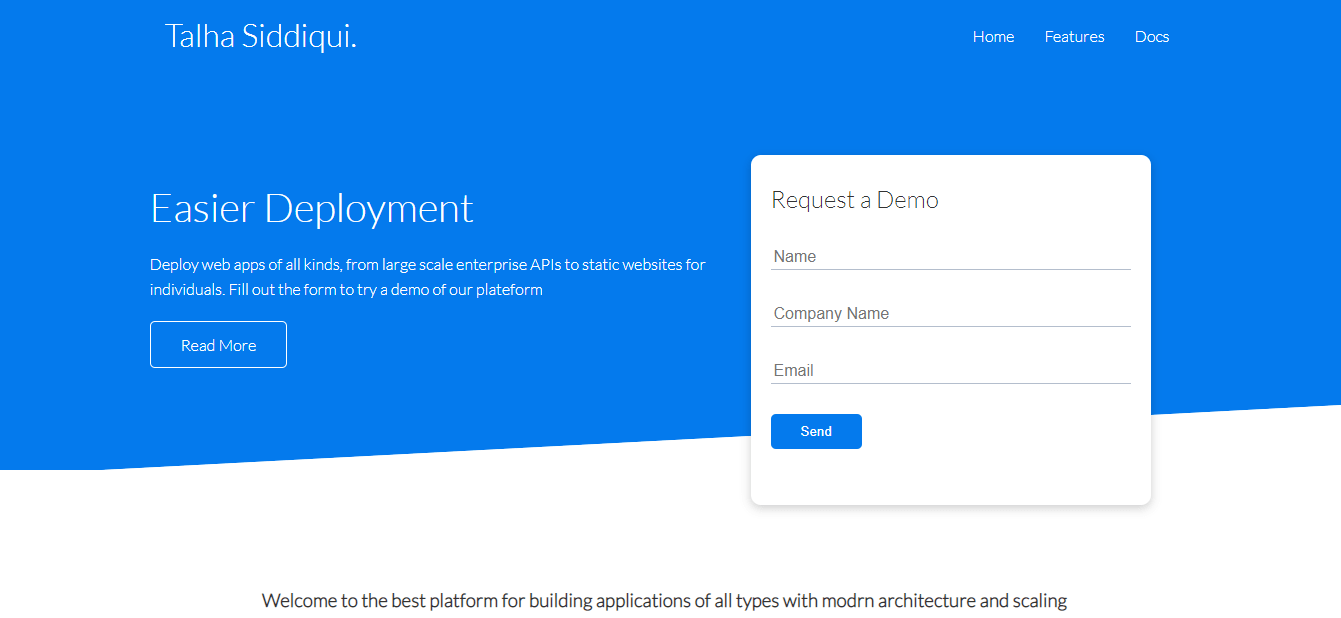 Talha Siddiqui.
Home Features Docs
Easier Deployment
Deploy web apps of all kinds, from large scale enterprise APIs to static websites for
individuals. Fill out the form to try a demo of our plateform
Read More
Request a Demo
Name
Company Name
Email
Send
Welcome to the best platform for building applications of all types with modrn architecture and scaling